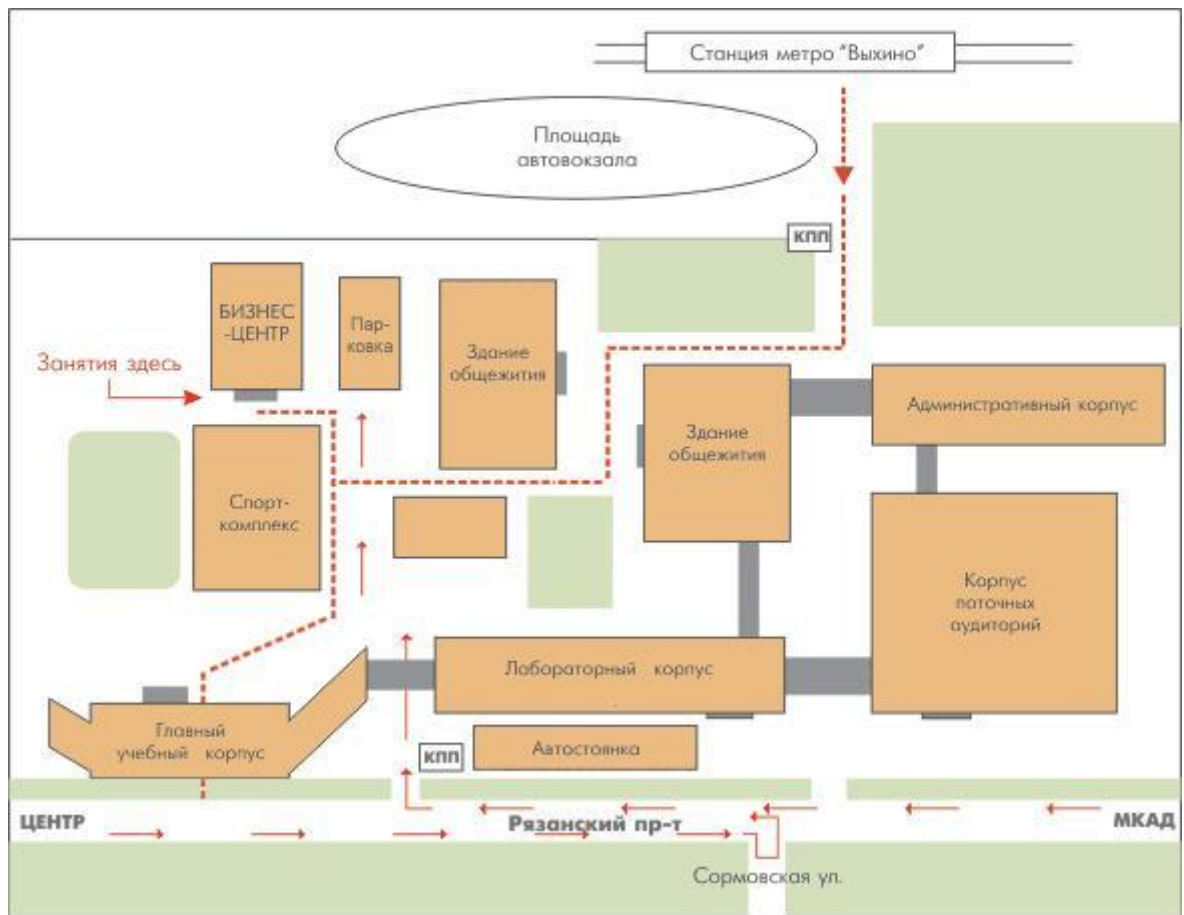 Станция метро "Выхино"
Площадь
автовокзала
КПП
БИЗНЕС
-ЦЕНТР
Пар-
ковка
Здание
общежития
Занятия здесь
Административный корпус
Здание
общежития
Спорт-
комплекс
Корпус
поточных
аудиторий
Лабораторный корпус
Главный
учебный корпус
Автостоянка
КПП
ЦЕНТР
Рязанский пр-т
МКАД
Сормовская ул.